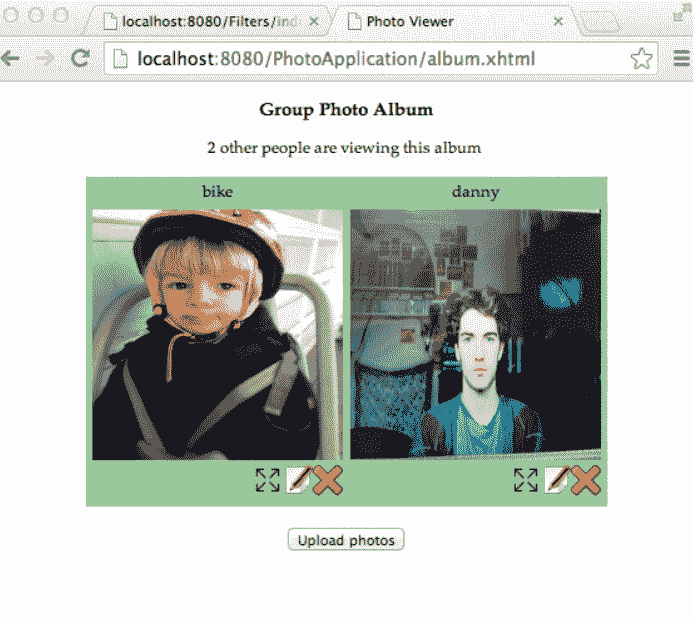 localhost:8080/Filters/ind
Photo Viewer
localhost:8080/PhotoApplication/album.xhtml
Group Photo Album
2 other people are viewing this album
bike
danny
Upload photos